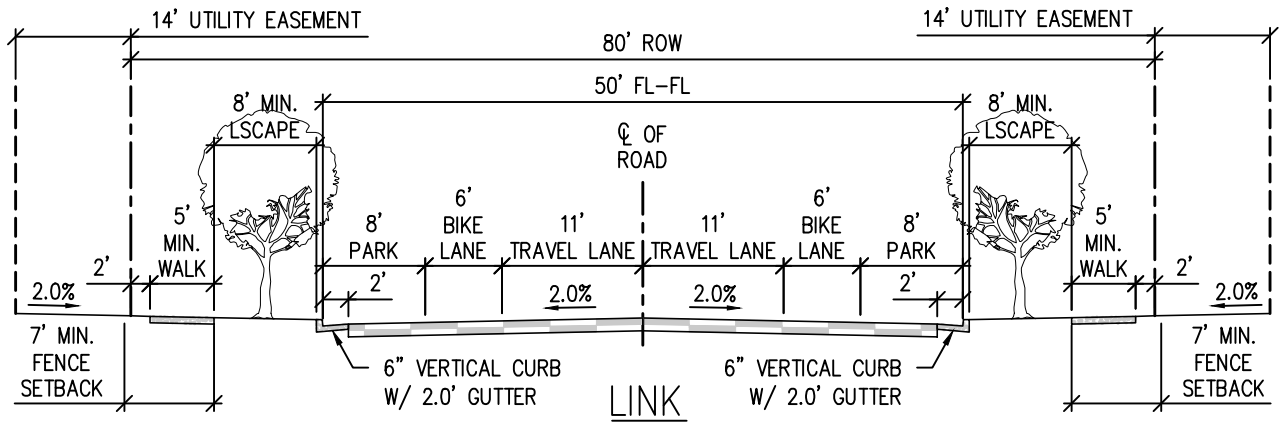 14' UTILITY EASEMENT
14' UTILITY EASEMENT
80' ROW
50' FL-FL
8' MIN.
LSCAPE
8' MIN.
LSCAPE
℄ OF
ROAD
5'
MIN.
WALK
2'
8'
PARK
6'
BIKE
LANE
11'
TRAVEL LANE
11'
TRAVEL LANE
6'
BIKE
LANE
8'
PARK
5'
MIN.
WALK
2'
2.0%
2'
2.0%
2.0%
2'
2.0%
7' MIN.
FENCE
SETBACK
6" VERTICAL CURB
W/ 2.0' GUTTER
6" VERTICAL CURB
W/ 2.0' GUTTER
7' MIN.
FENCE
SETBACK
LINK